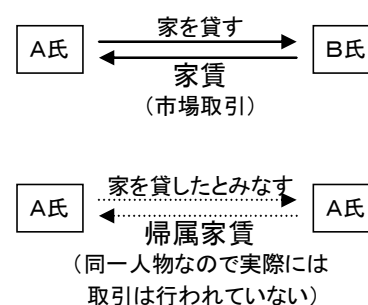 家を貸す
A氏
B氏
家賃
（市場取引）
家を貸したとみなす
A氏
A氏
帰属家賃
（同一人物なので実際には
取引は行われていない）